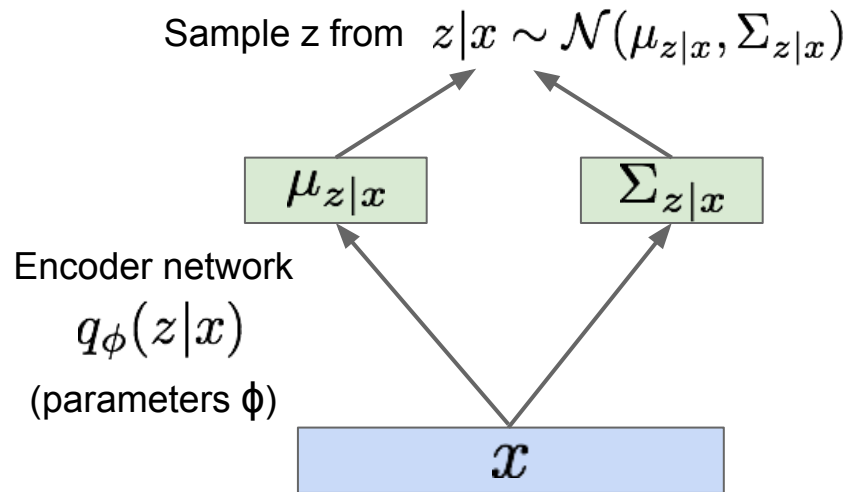 Sample z from z|x ∼ 𝒩(μ_{z|x}, Σ_{z|x})
μ_{z|x}
Σ_{z|x}
Encoder network
q_ϕ(z|x)
(parameters ϕ)
x